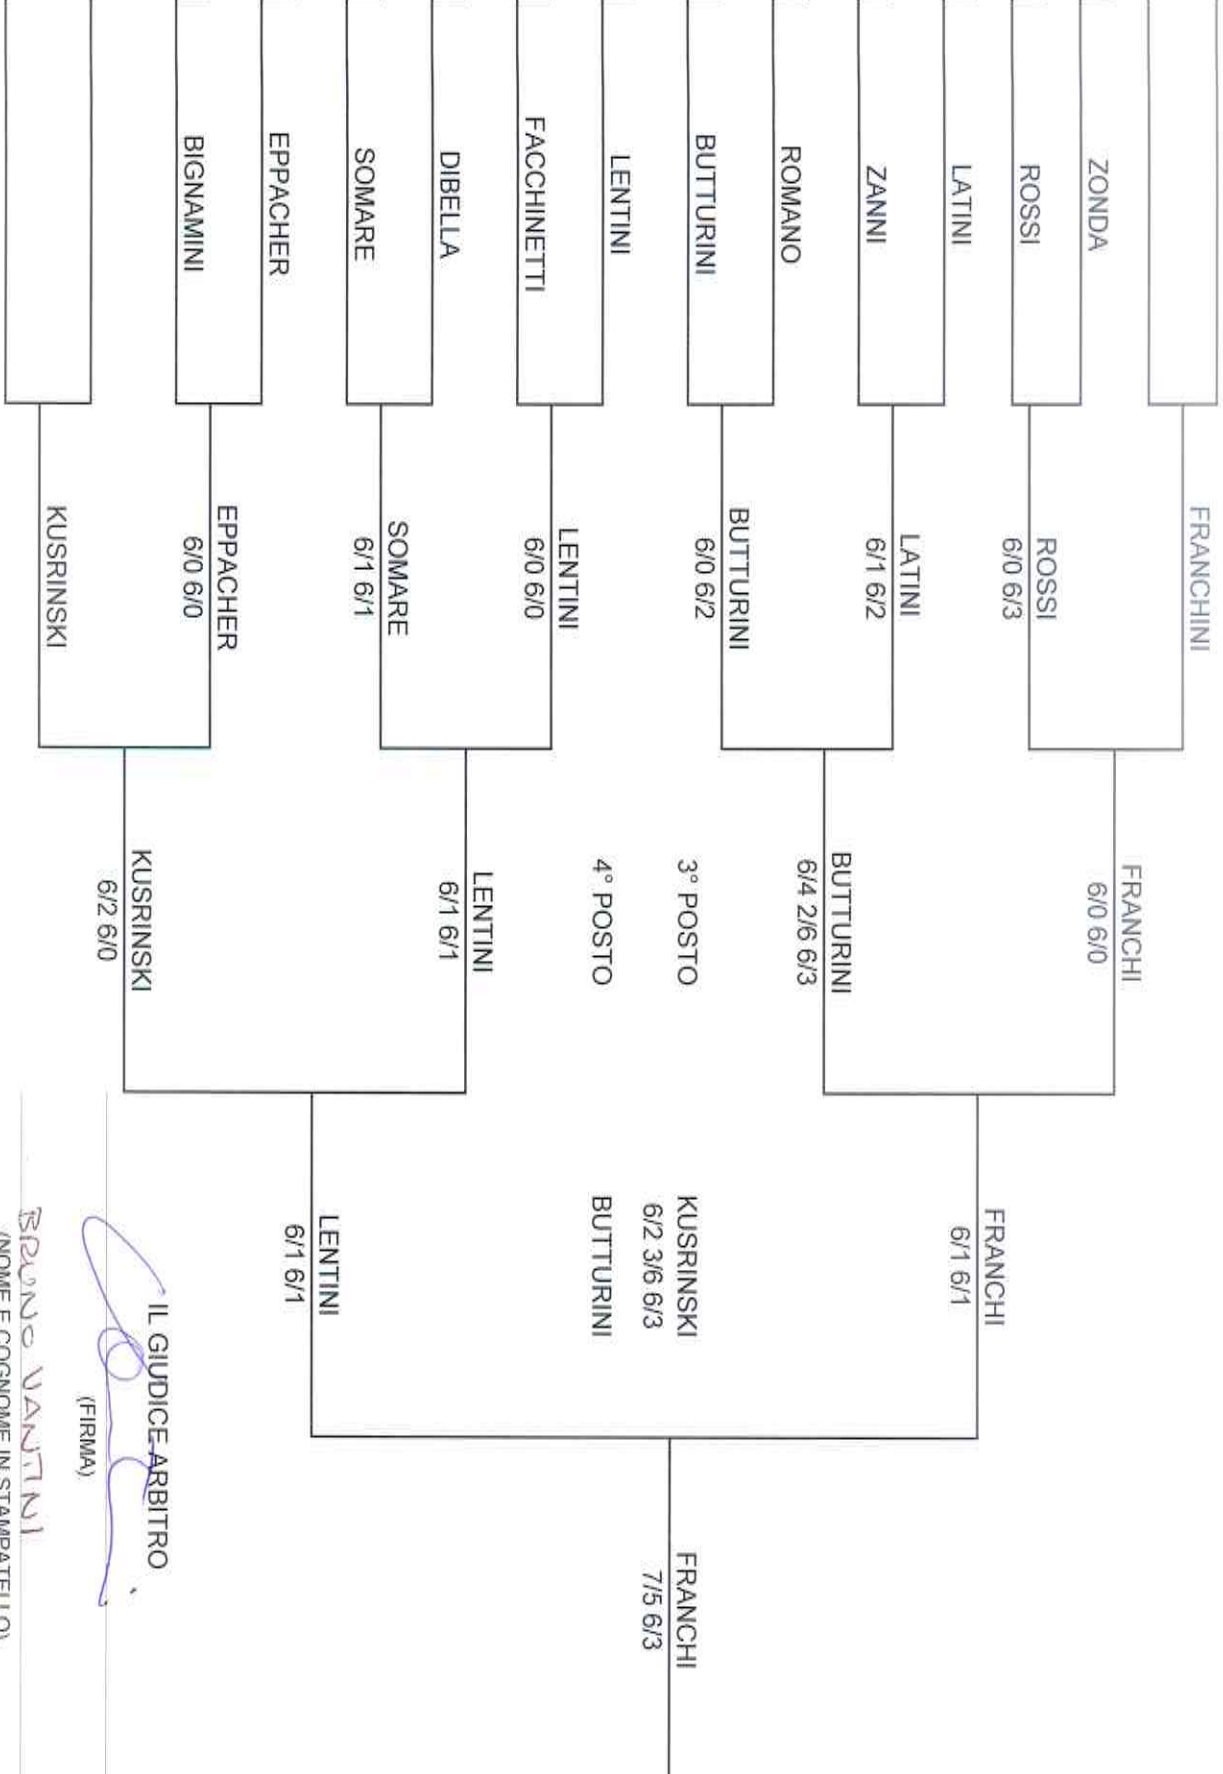 FRANCHINI
ZONDA
ROSSI
ROSSI
6/0 6/3
FRANCHI
6/0 6/0
LATINI
ZANNI
LATINI
6/1 6/2
ROMANO
BUTTURINI
BUTTURINI
6/0 6/2
BUTTURINI
6/4 2/6 6/3
FRANCHI
6/1 6/1
3° POSTO
KUSRINSKI
6/2 3/6 6/3
4° POSTO
BUTTURINI
FRANCHI
7/5 6/3
LENTINI
FACCHINETTI
LENTINI
6/0 6/0
DIBELLA
SOMARE
SOMARE
6/1 6/1
LENTINI
6/1 6/1
LENTINI
6/1 6/1
EPPACHER
BIGNAMINI
EPPACHER
6/0 6/0
KUSRINSKI
KUSRINSKI
6/2 6/0
IL GIUDICE ARBITRO
(FIRMA)
BRUNO VANTINI
(NOME E COGNOME IN STAMPATELLO)